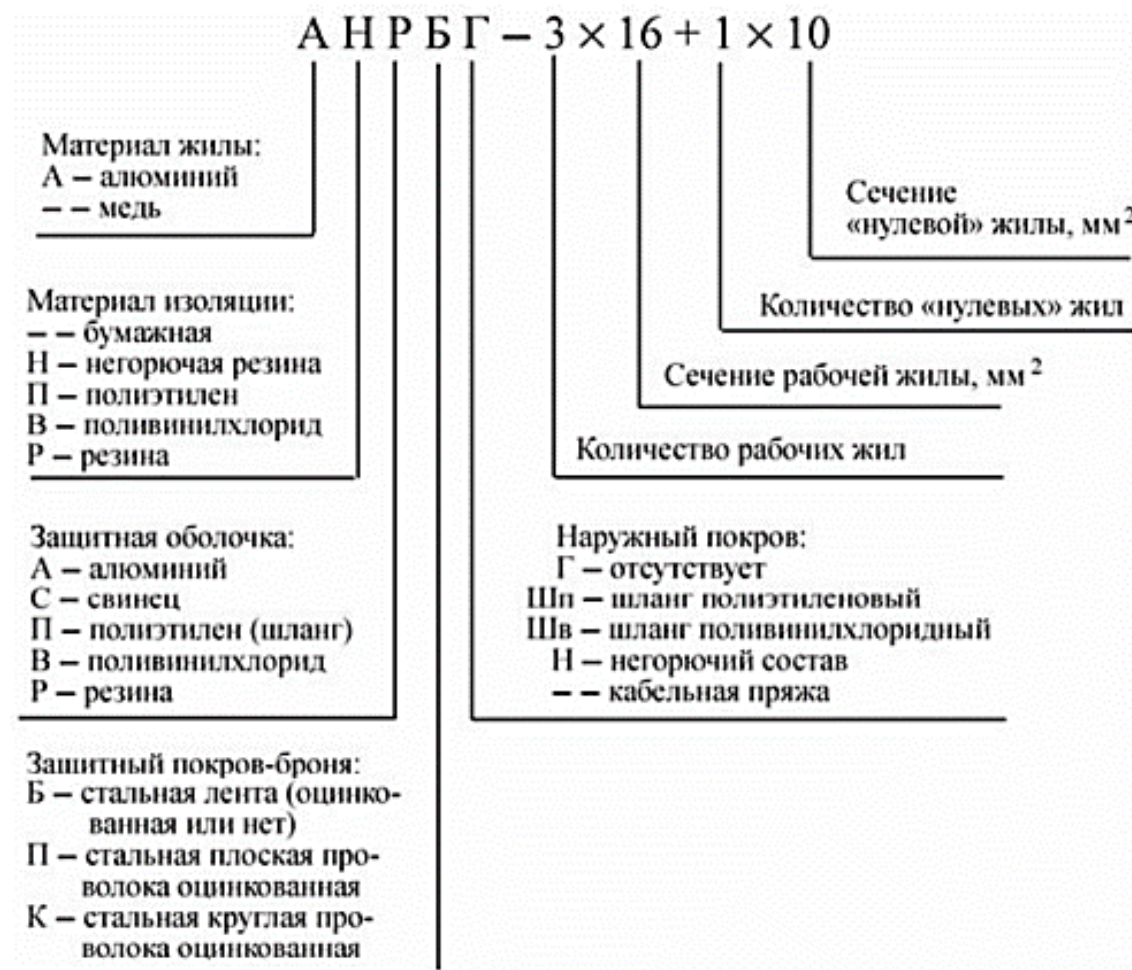 А Н Р Б Г – 3 × 16 + 1 × 10
Материал жилы:
А – алюминий
– – медь
Материал изоляции:
– – бумажная
Н – негорючая резина
П – полиэтилен
В – поливинилхлорид
Р – резина
Защитная оболочка:
А – алюминий
С – свинец
П – полиэтилен (шланг)
В – поливинилхлорид
Р – резина
Защитный покров-броня:
Б – стальная лента (оцинко-
ванная или нет)
П – стальная плоская про-
волока оцинкованная
К – стальная круглая про-
волока оцинкованная
Сечение
«нулевой» жилы, мм²
Количество «нулевых» жил
Сечение рабочей жилы, мм²
Количество рабочих жил
Наружный покров:
Г – отсутствует
Шп – шланг полиэтиленовый
Шв – шланг поливинилхлоридный
Н – негорючий состав
– – кабельная пряжа